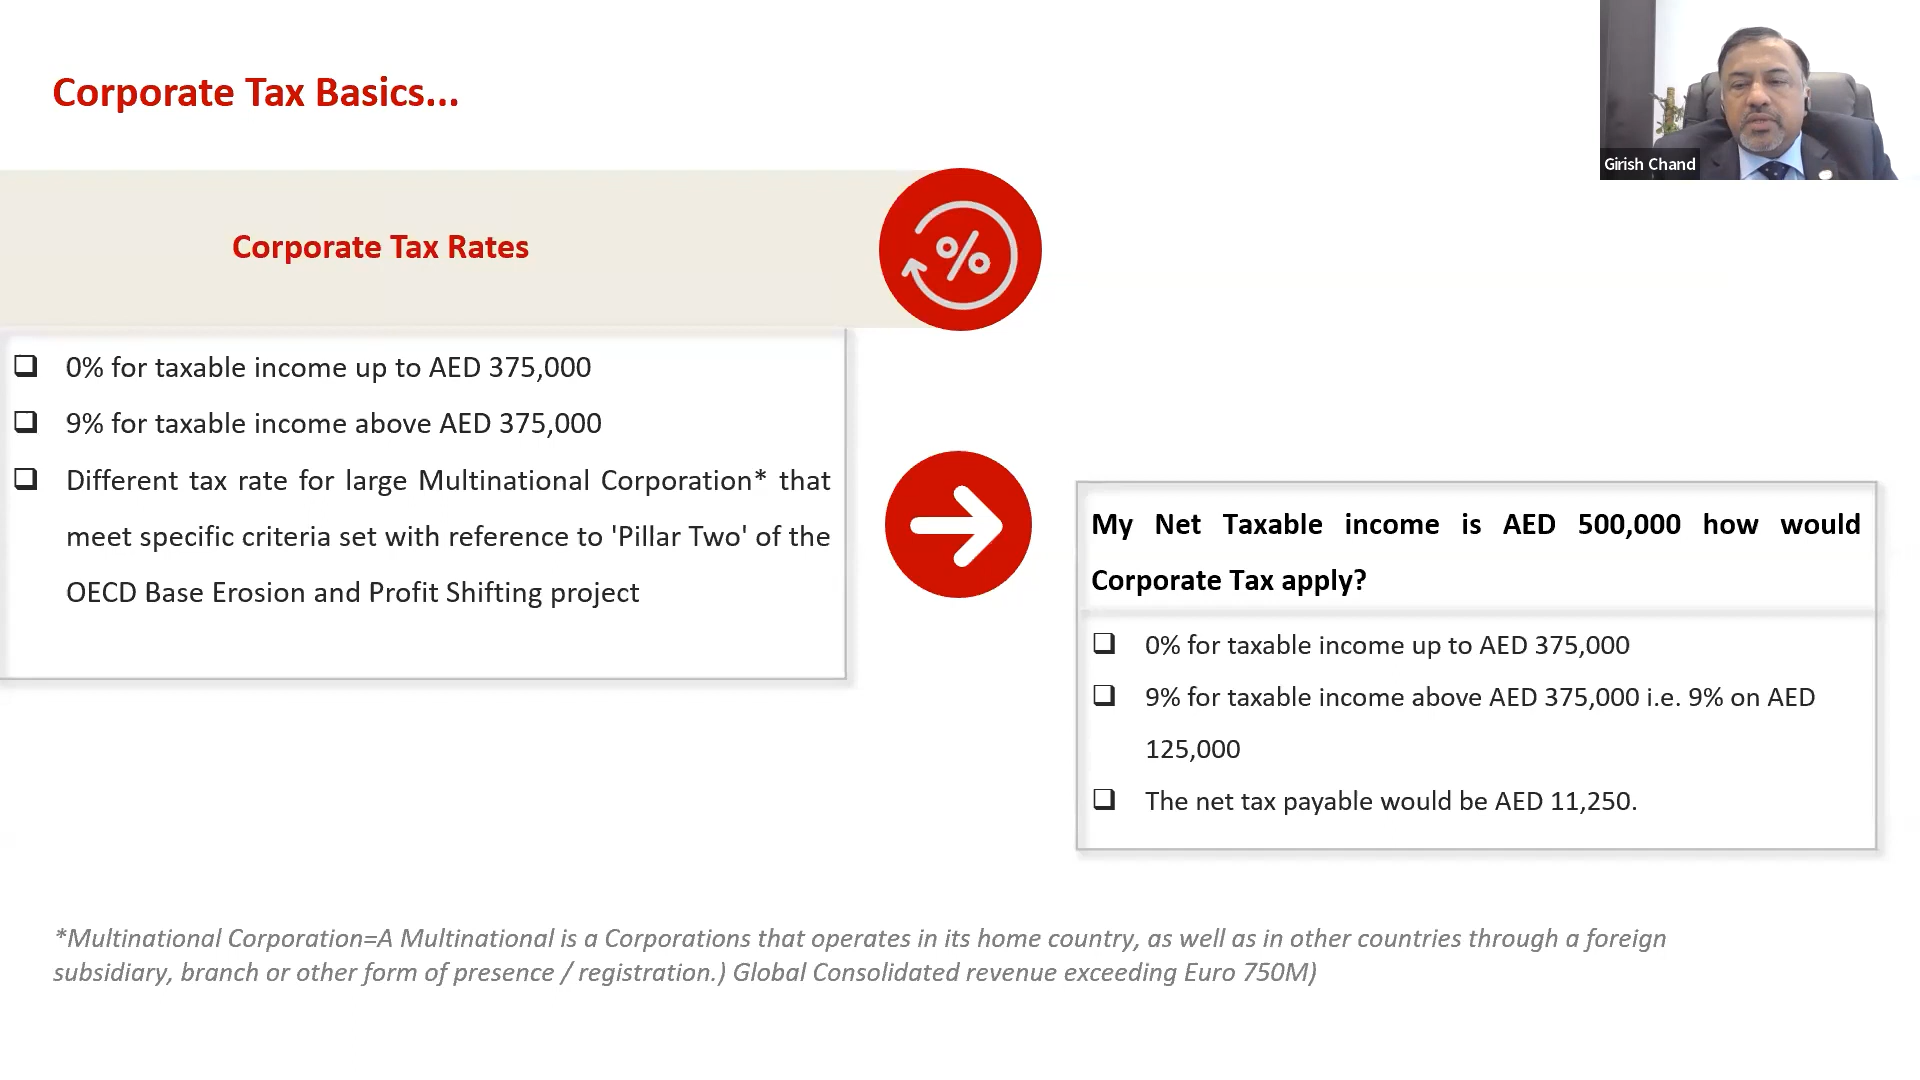 Corporate Tax Basics...
Girish Chand
Corporate Tax Rates
%
0% for taxable income up to AED 375,000
9% for taxable income above AED 375,000
Different tax rate for large Multinational Corporation* that
meet specific criteria set with reference to 'Pillar Two' of the
OECD Base Erosion and Profit Shifting project
My Net Taxable income is AED 500,000 how would
Corporate Tax apply?
0% for taxable income up to AED 375,000
9% for taxable income above AED 375,000 i.e. 9% on AED
125,000
The net tax payable would be AED 11,250.
*Multinational Corporation=A Multinational is a Corporations that operates in its home country, as well as in other countries through a foreign
subsidiary, branch or other form of presence / registration.) Global Consolidated revenue exceeding Euro 750M)